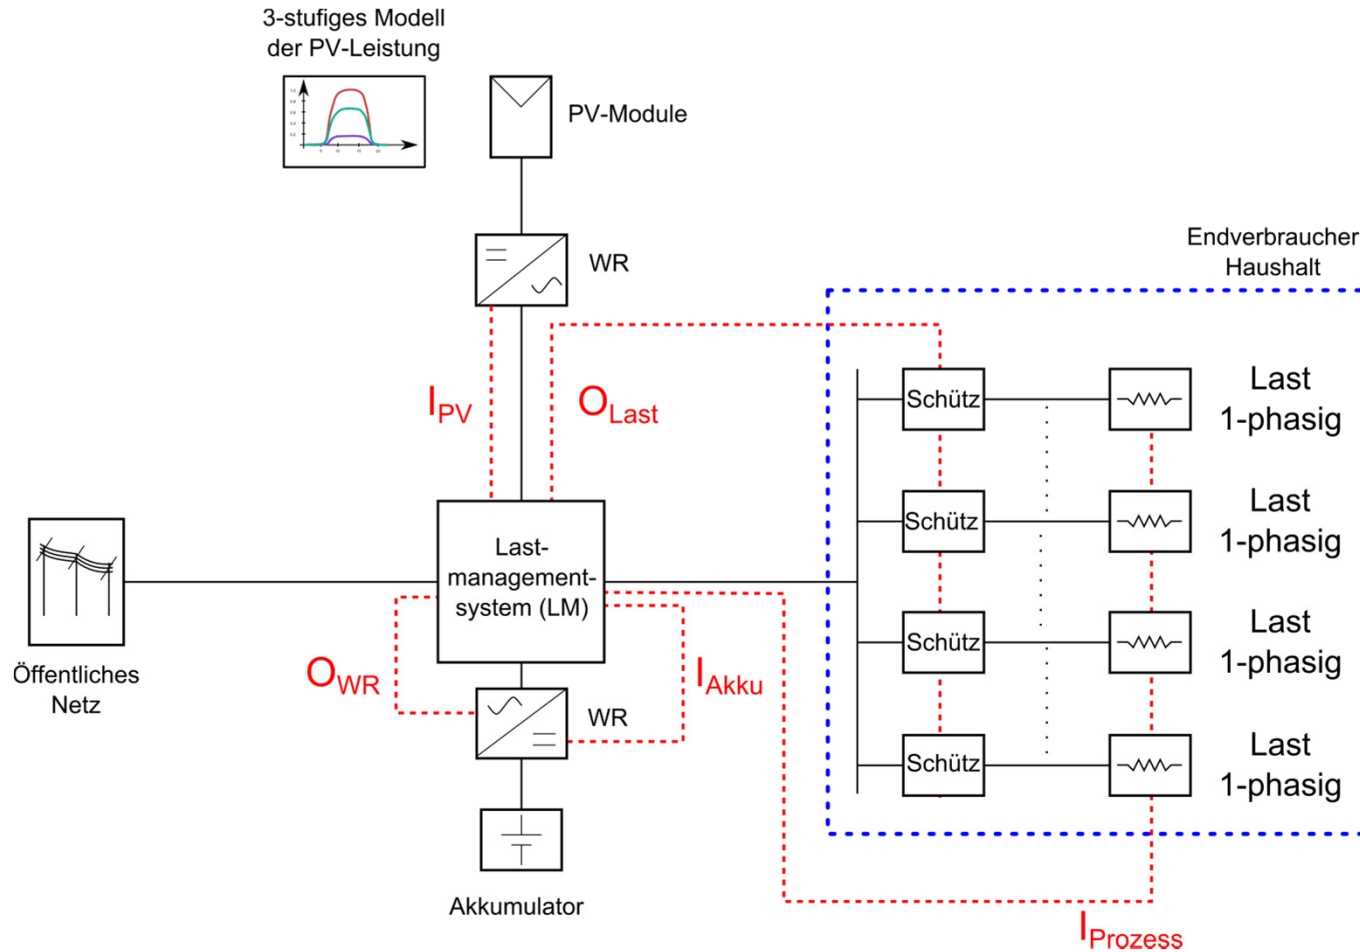 3-stufiges Modell
der PV-Leistung
PV-Module
WR
Endverbraucher
Haushalt
I_PV
O_Last
Schütz
Last
1-phasig
Schütz
Last
1-phasig
Last-
management-
system (LM)
Öffentliches
Netz
O_WR
I_Akku
WR
Schütz
Last
1-phasig
Schütz
Last
1-phasig
Akkumulator
I_Prozess